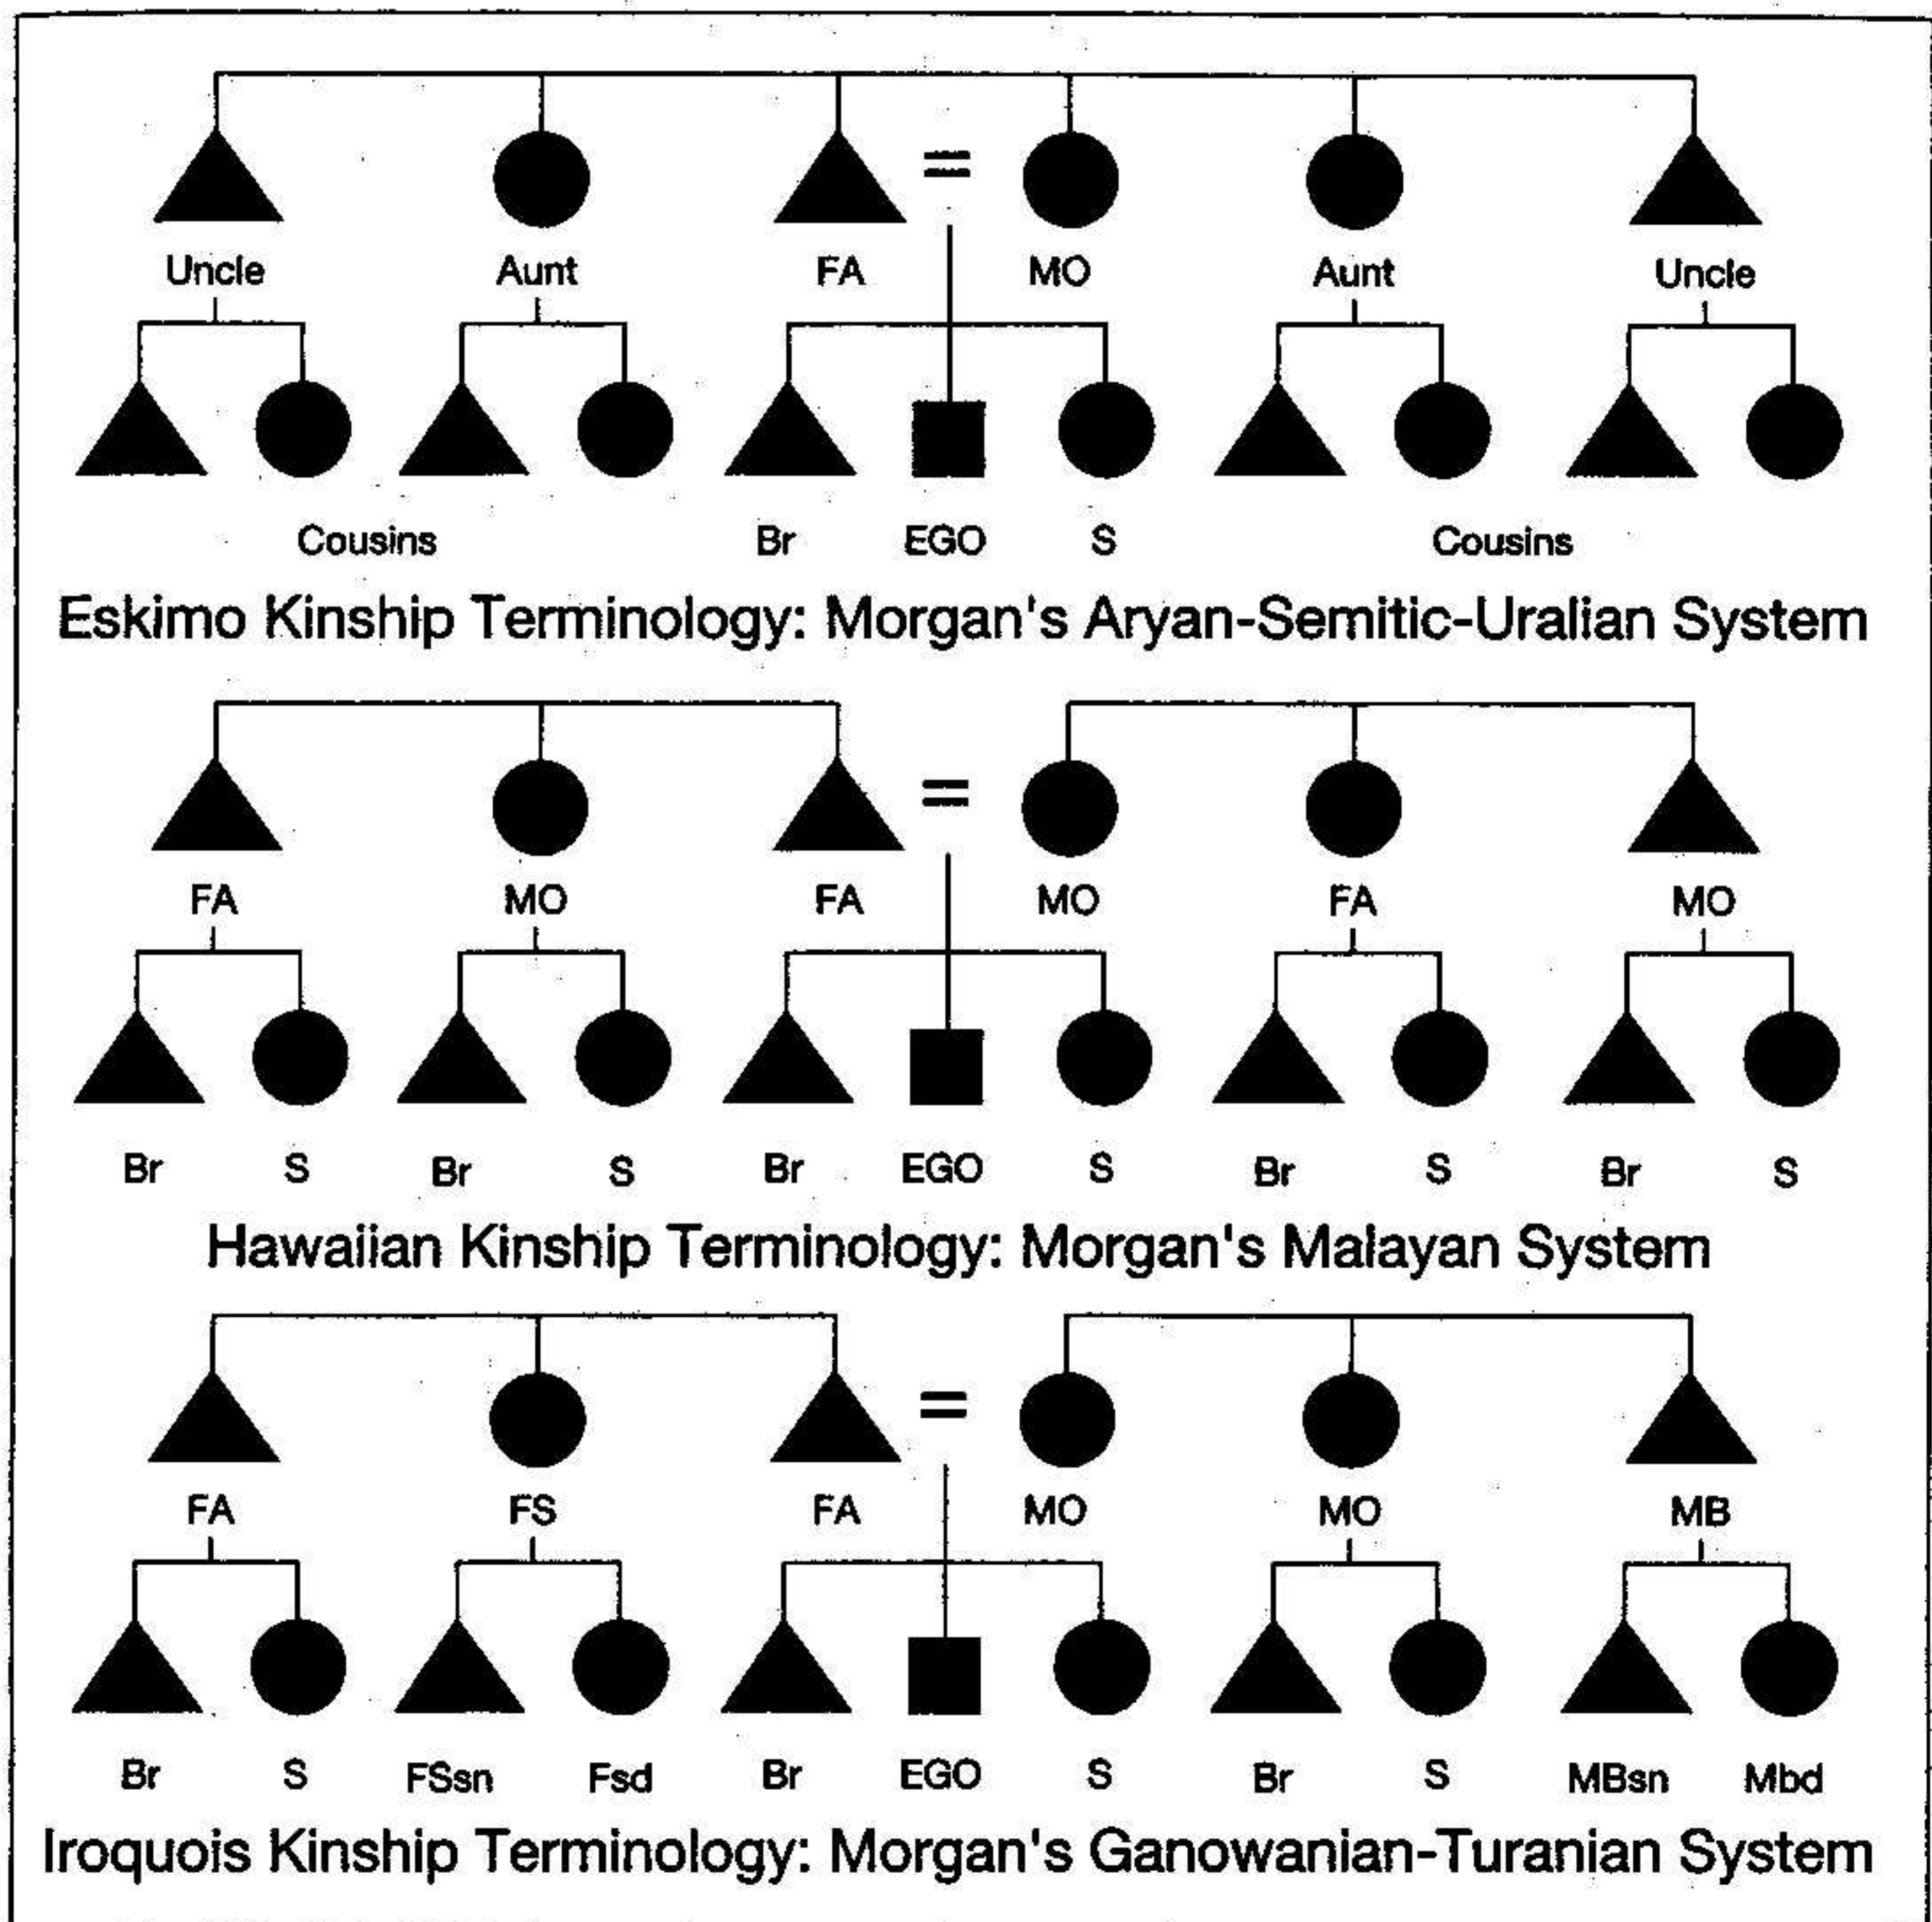 Uncle Aunt FA = MO Aunt Uncle
Cousins Br EGO S Cousins
Eskimo Kinship Terminology: Morgan's Aryan-Semitic-Uralian System
FA MO FA = MO FA MO
Br S Br S Br EGO S Br S Br S
Hawaiian Kinship Terminology: Morgan's Malayan System
FA FS FA = MO MO MB
Br S FSsn Fsd Br EGO S Br S MBsn Mbd
Iroquois Kinship Terminology: Morgan's Ganowanian-Turanian System